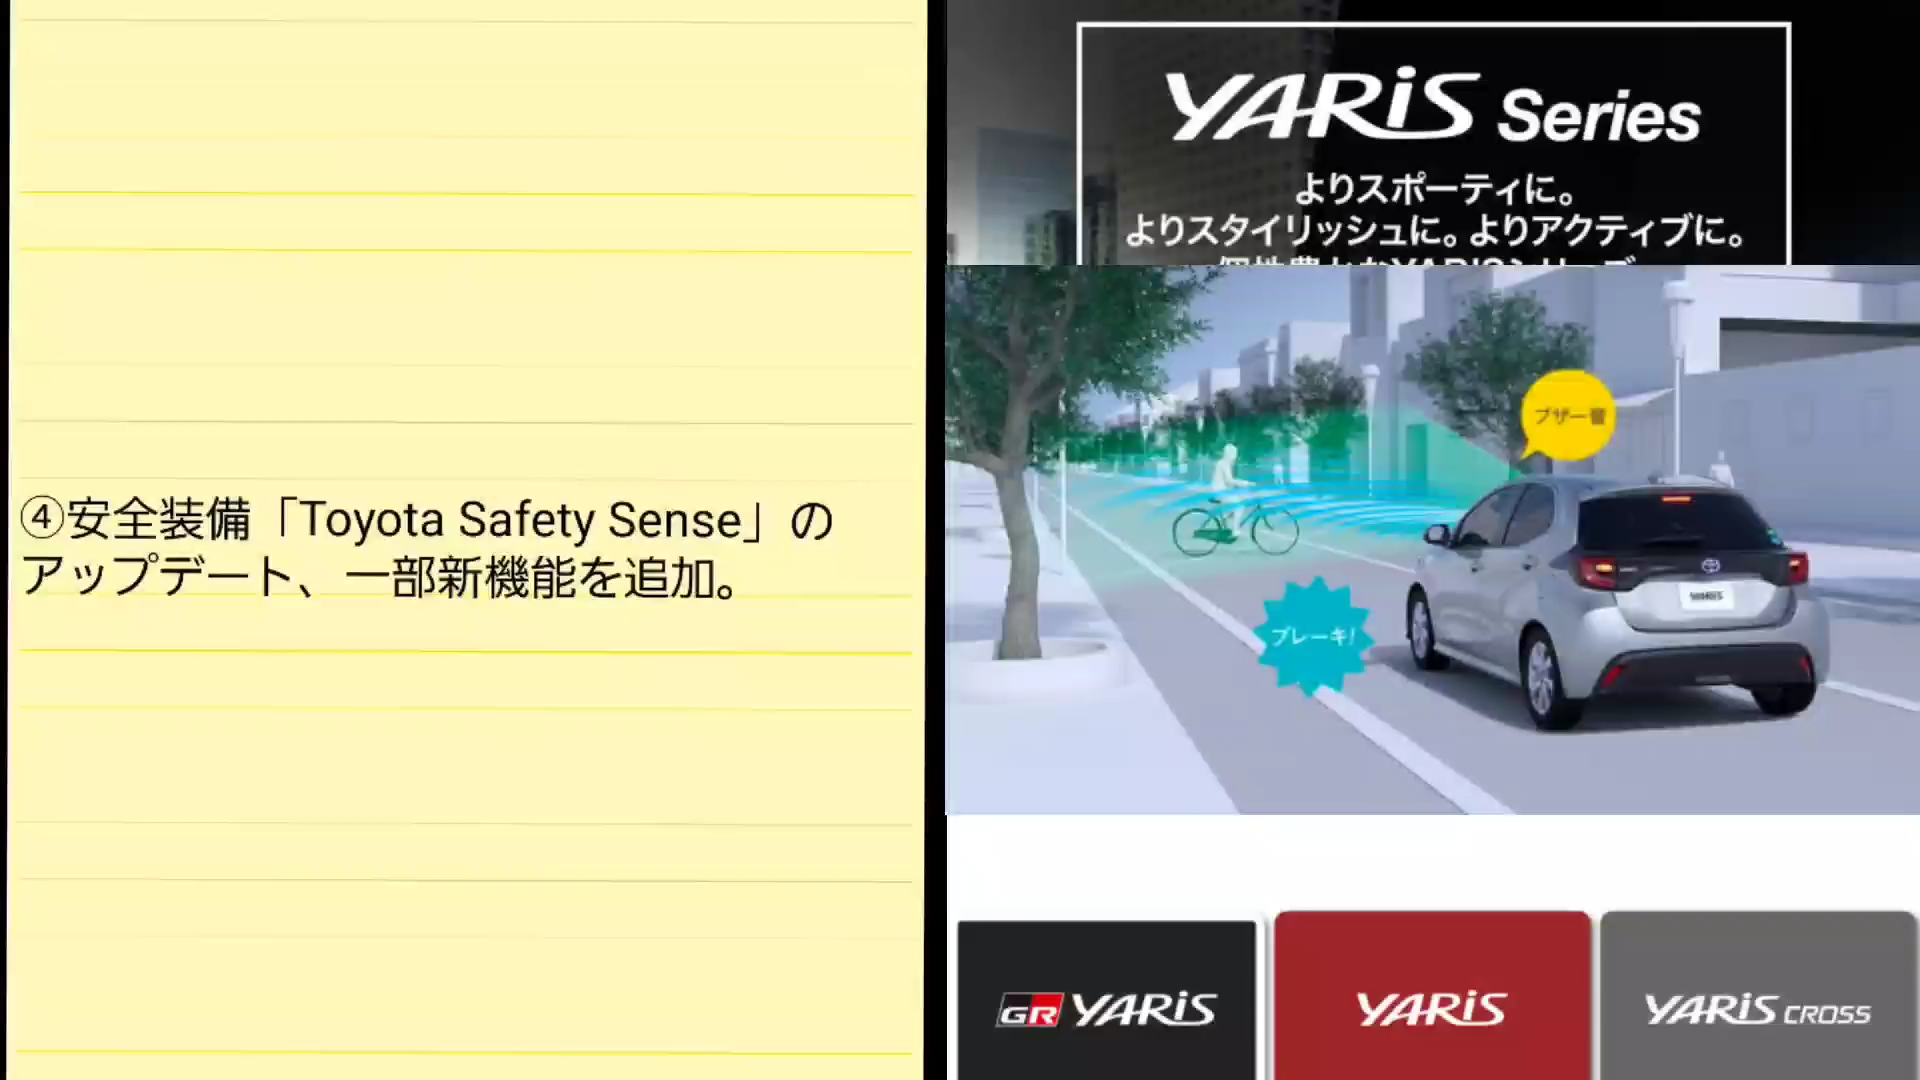 ④安全装備「Toyota Safety Sense」の
アップデート、一部新機能を追加。
YARiS Series
よりスポーティに。
よりスタイリッシュに。よりアクティブに。
ブザー音
ブレーキ!
YARIS
GR YARiS
YARiS
YARiS CROSS